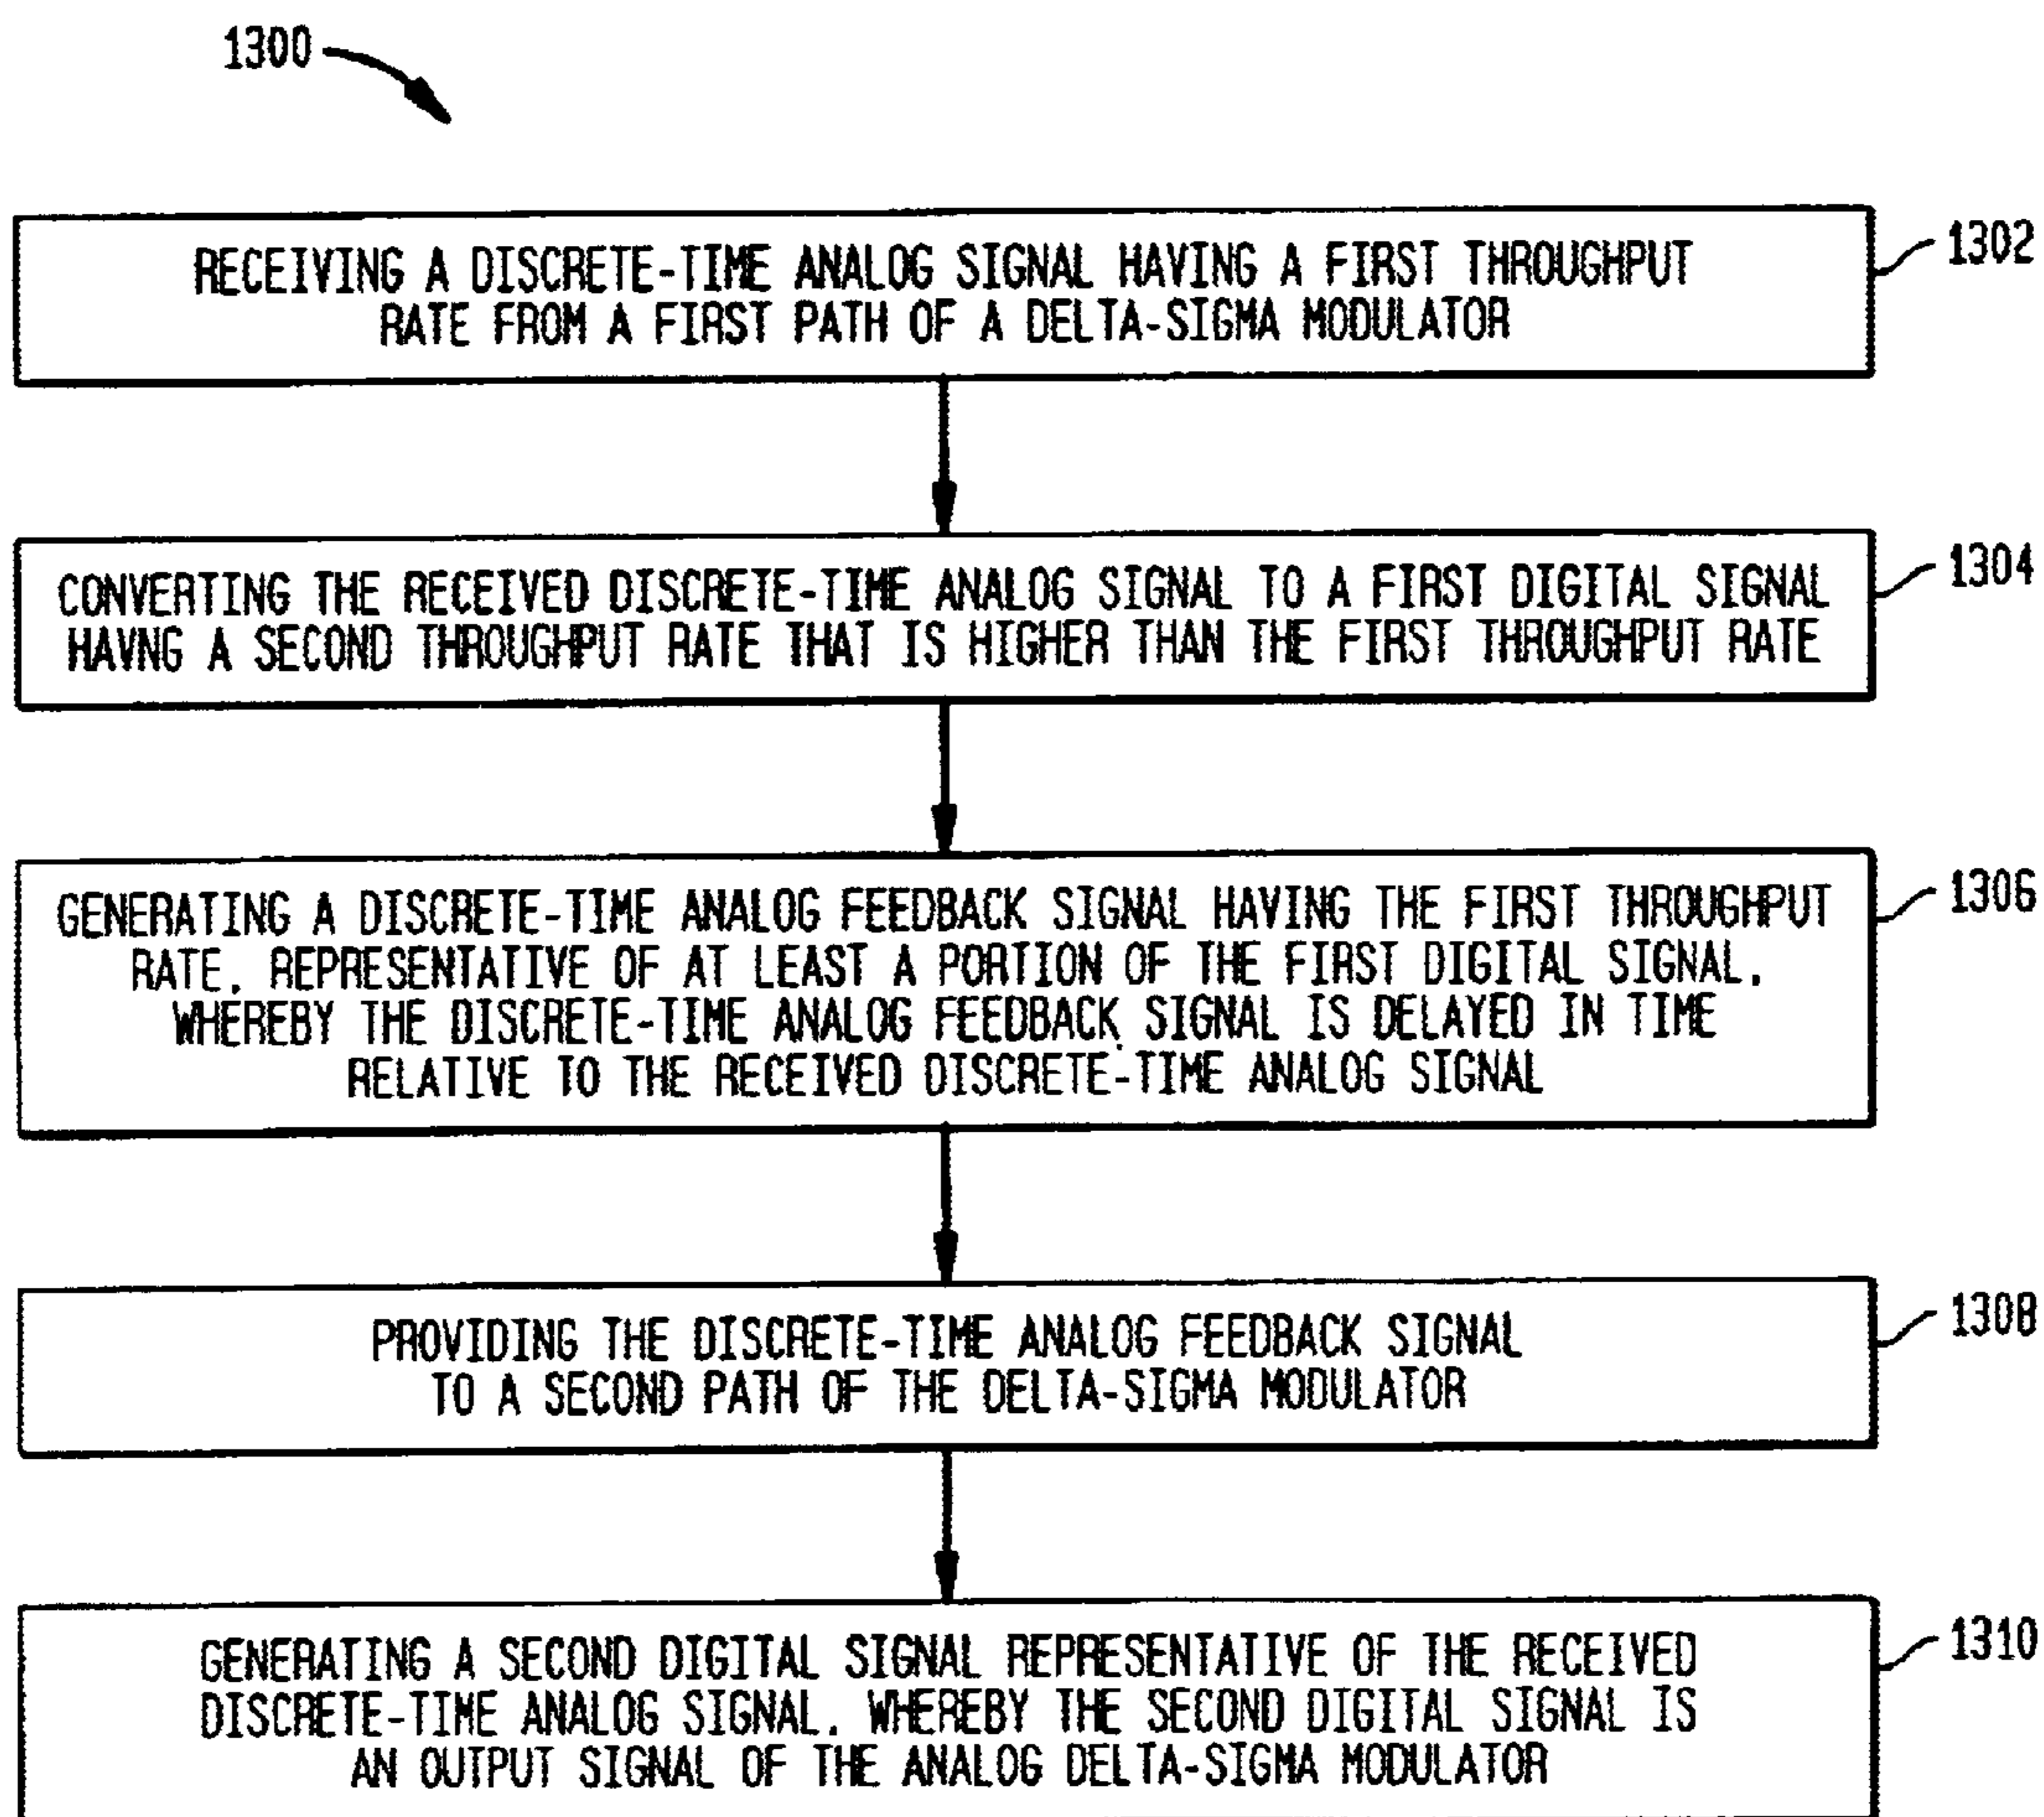 1300
RECEIVING A DISCRETE-TIME ANALOG SIGNAL HAVING A FIRST THROUGHPUT
RATE FROM A FIRST PATH OF A DELTA-SIGMA MODULATOR
1302
CONVERTING THE RECEIVED DISCRETE-TIME ANALOG SIGNAL TO A FIRST DIGITAL SIGNAL
HAVNG A SECOND THROUGHPUT RATE THAT IS HIGHER THAN THE FIRST THROUGHPUT RATE
1304
GENERATING A DISCRETE-TIME ANALOG FEEDBACK SIGNAL HAVING THE FIRST THROUGHPUT
RATE, REPRESENTATIVE OF AT LEAST A PORTION OF THE FIRST DIGITAL SIGNAL,
WHEREBY THE DISCRETE-TIME ANALOG FEEDBACK SIGNAL IS DELAYED IN TIME
RELATIVE TO THE RECEIVED DISCRETE-TIME ANALOG SIGNAL
1306
PROVIDING THE DISCRETE-TIME ANALOG FEEDBACK SIGNAL
TO A SECOND PATH OF THE DELTA-SIGMA MODULATOR
1308
GENERATING A SECOND DIGITAL SIGNAL REPRESENTATIVE OF THE RECEIVED
DISCRETE-TIME ANALOG SIGNAL, WHEREBY THE SECOND DIGITAL SIGNAL IS
AN OUTPUT SIGNAL OF THE ANALOG DELTA-SIGMA MODULATOR
1310